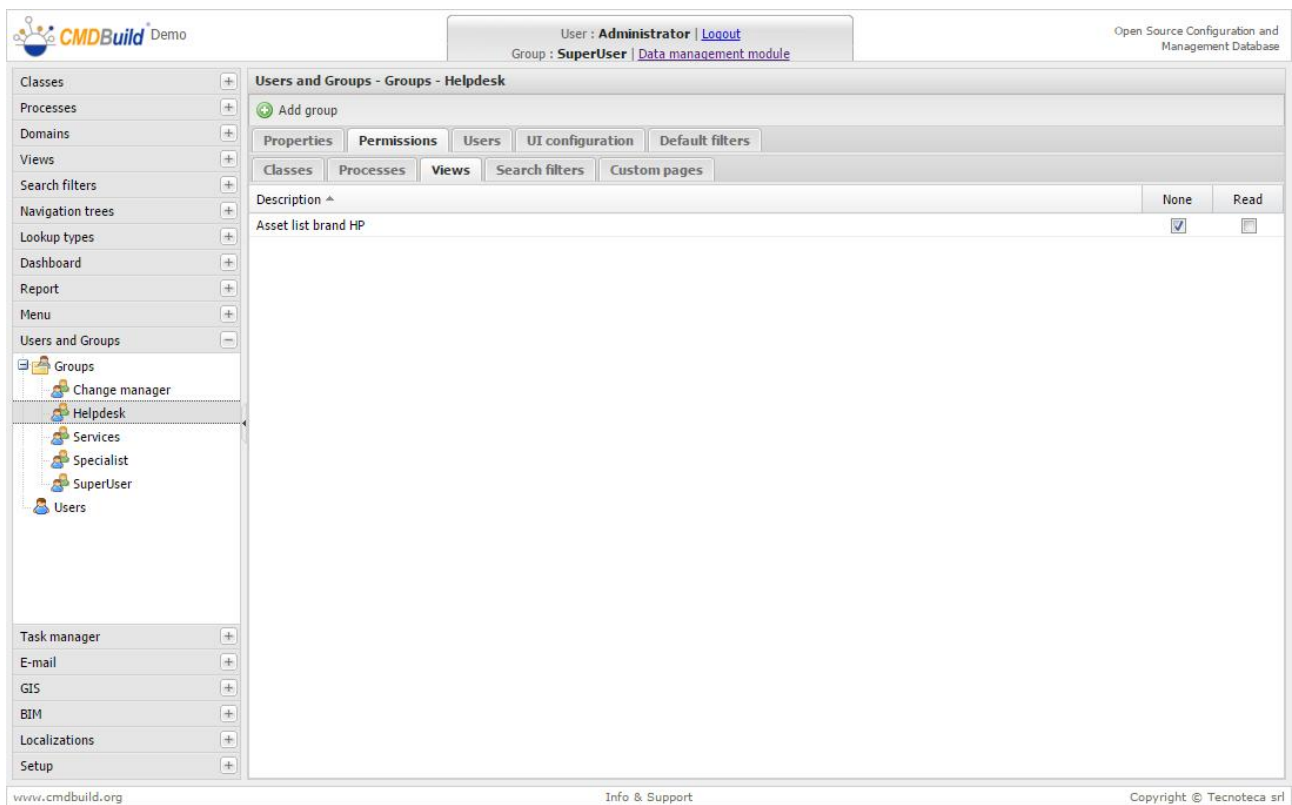 CMDBuild Demo
User : Administrator | Logout
Group : SuperUser | Data management module
Open Source Configuration and
Management Database
Classes
Processes
Domains
Views
Search filters
Navigation trees
Lookup types
Dashboard
Report
Menu
Users and Groups
Groups
Change manager
Helpdesk
Services
Specialist
SuperUser
Users
Task manager
E-mail
GIS
BIM
Localizations
Setup
Users and Groups - Groups - Helpdesk
Add group
Properties Permissions Users UI configuration Default filters
Classes Processes Views Search filters Custom pages
Description None Read
Asset list brand HP
www.cmdbuild.org Info & Support Copyright © Tecnoteca srl